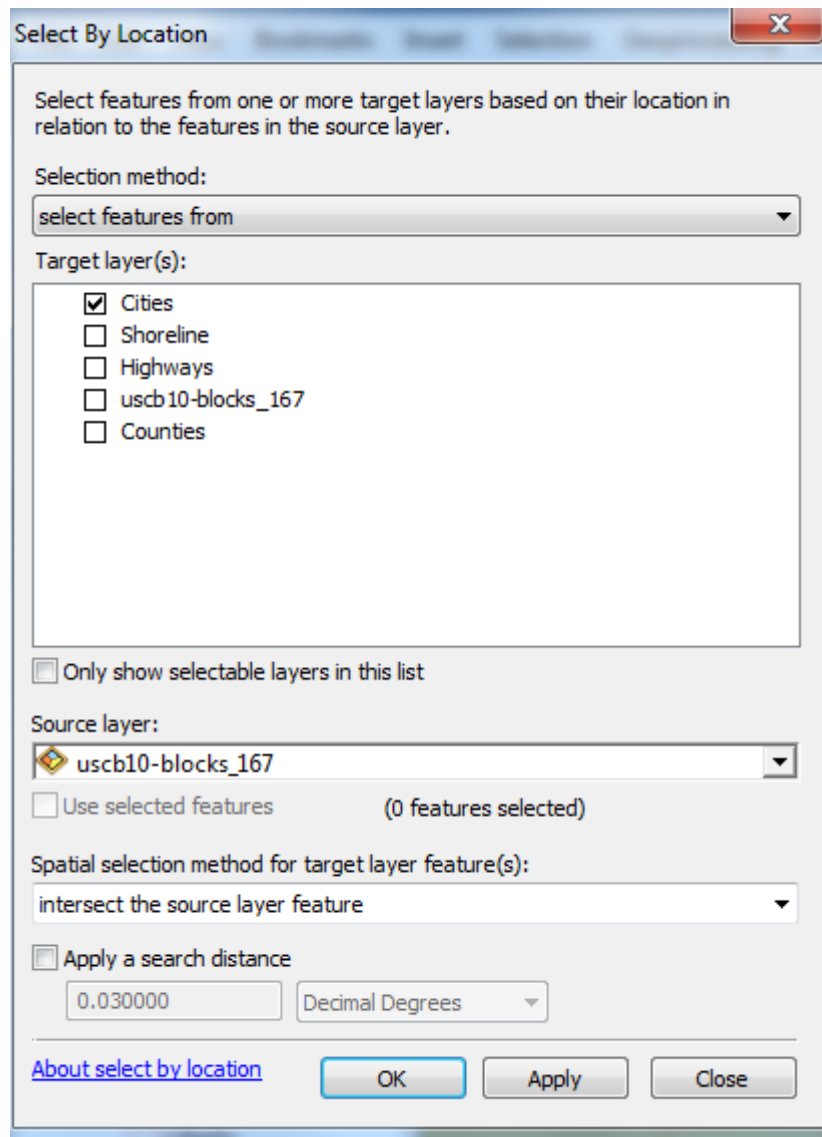 Select By Location
Select features from one or more target layers based on their location in
relation to the features in the source layer.
Selection method:
select features from
Target layer(s):
Cities
Shoreline
Highways
uscb10-blocks_167
Counties
Only show selectable layers in this list
Source layer:
uscb10-blocks_167
Use selected features (0 features selected)
Spatial selection method for target layer feature(s):
intersect the source layer feature
Apply a search distance
0.030000 Decimal Degrees
About select by location OK Apply Close